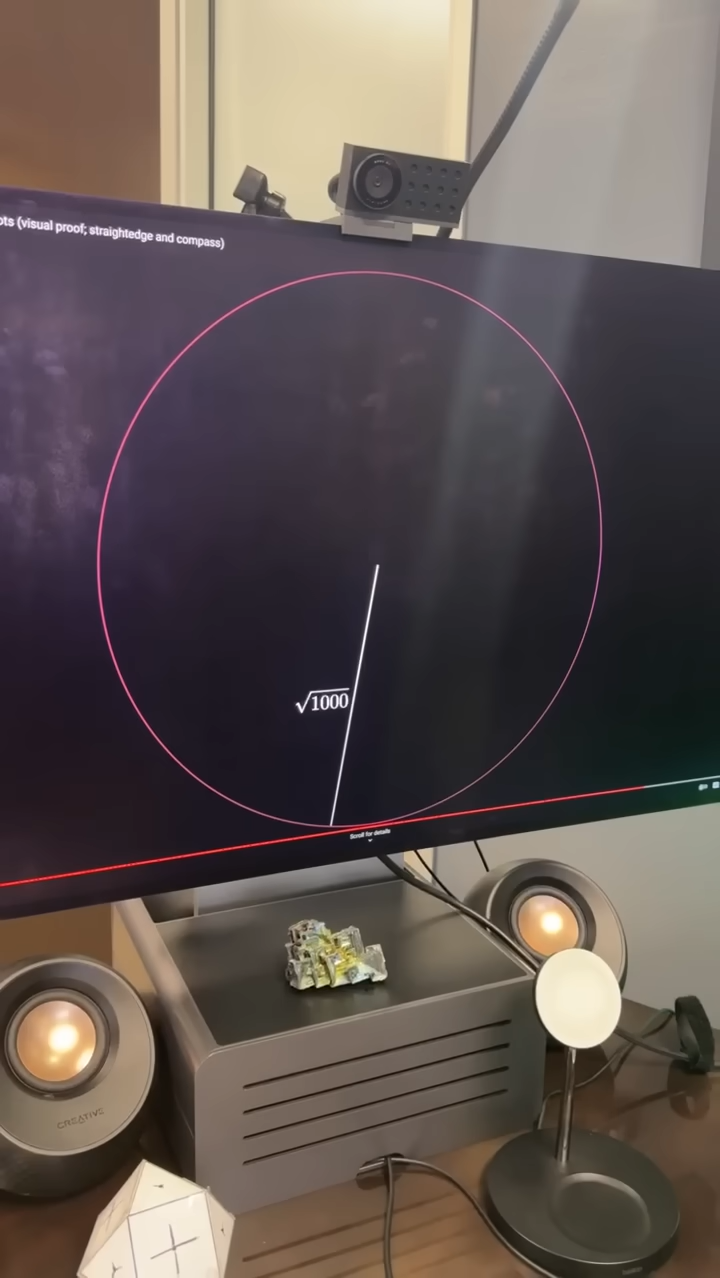 ots (visual proof; straightedge and compass)
√1000
Scroll for details
CREATIVE